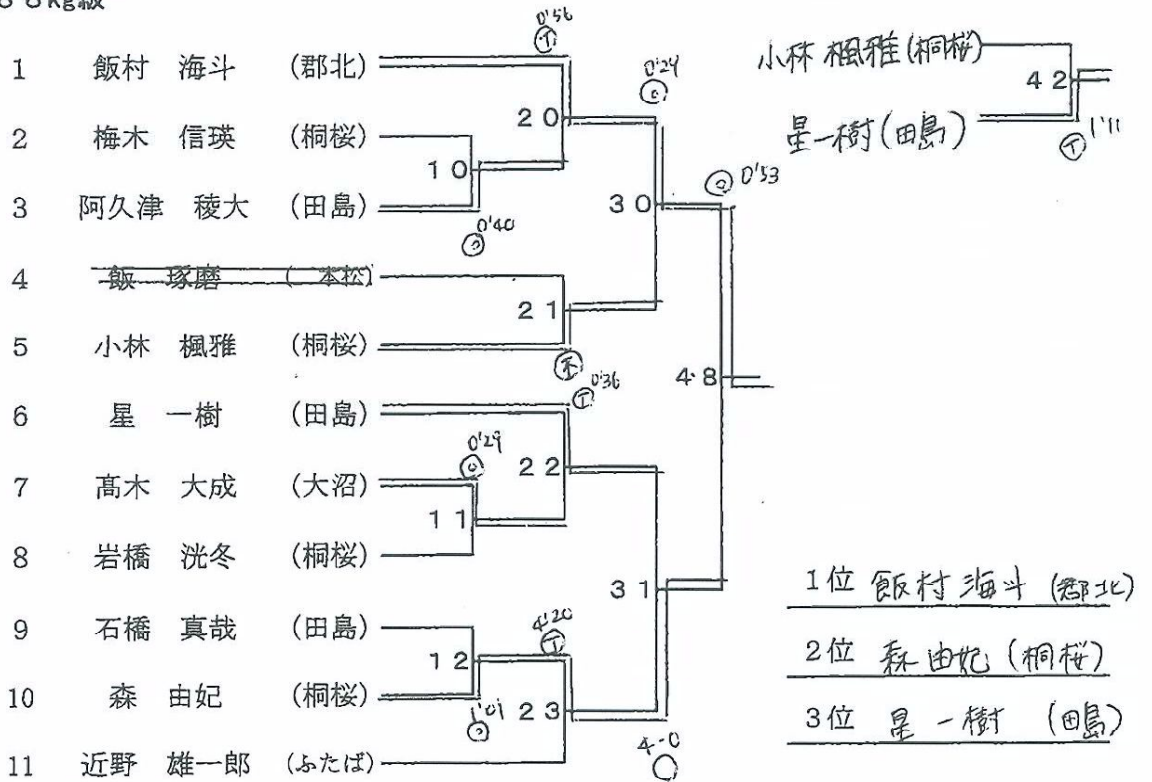 kg級
0'56
イ
1 飯村 海斗 (郡北)
2 梅木 信瑛 (桐桜)
3 阿久津 稜大 (田島)
4 飯 琢磨 ( 本松)
5 小林 楓雅 (桐桜)
6 星 一樹 (田島)
7 髙木 大成 (大沼)
8 岩橋 洸冬 (桐桜)
9 石橋 真哉 (田島)
10 森 由妃 (桐桜)
11 近野 雄一郎 (ふたば)
20
10
0'40
21
不
0'36
イ
22
0'29
11
12
1'01
4'20
イ
23
0'29
30
31
4-0
0'53
48
小林 楓雅(桐桜)
42
星一樹(田島)
イ 1'11
1位 飯村海斗 (郡北)
2位 森由妃 (桐桜)
3位 星 一樹 (田島)